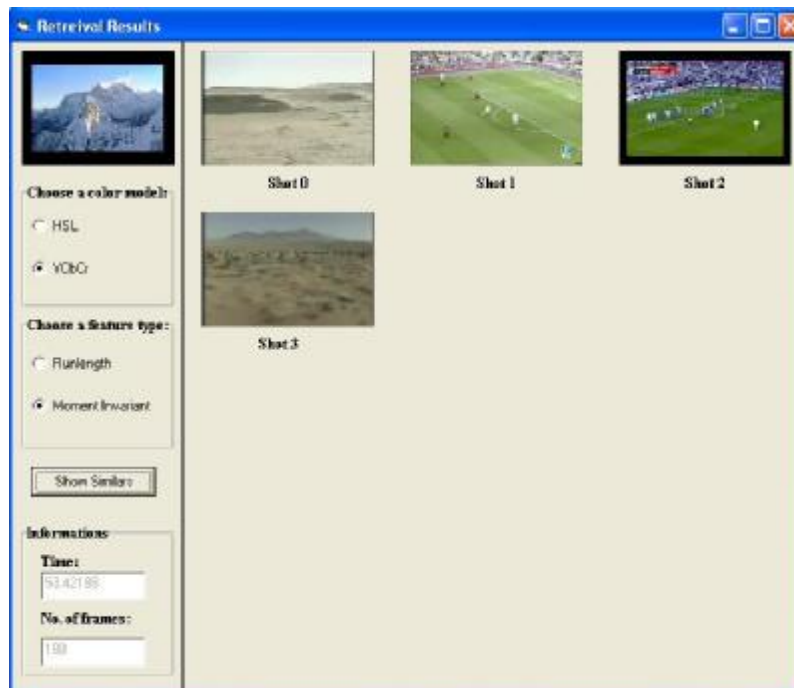 Retreival Results
Shot 0
Shot 1
Shot 2
Shot 3
Choose a color model:
HSL
YCbCr
Choose a feature type:
Runlength
Moment Invariant
Show Similars
Informations
Time:
No. of frames: